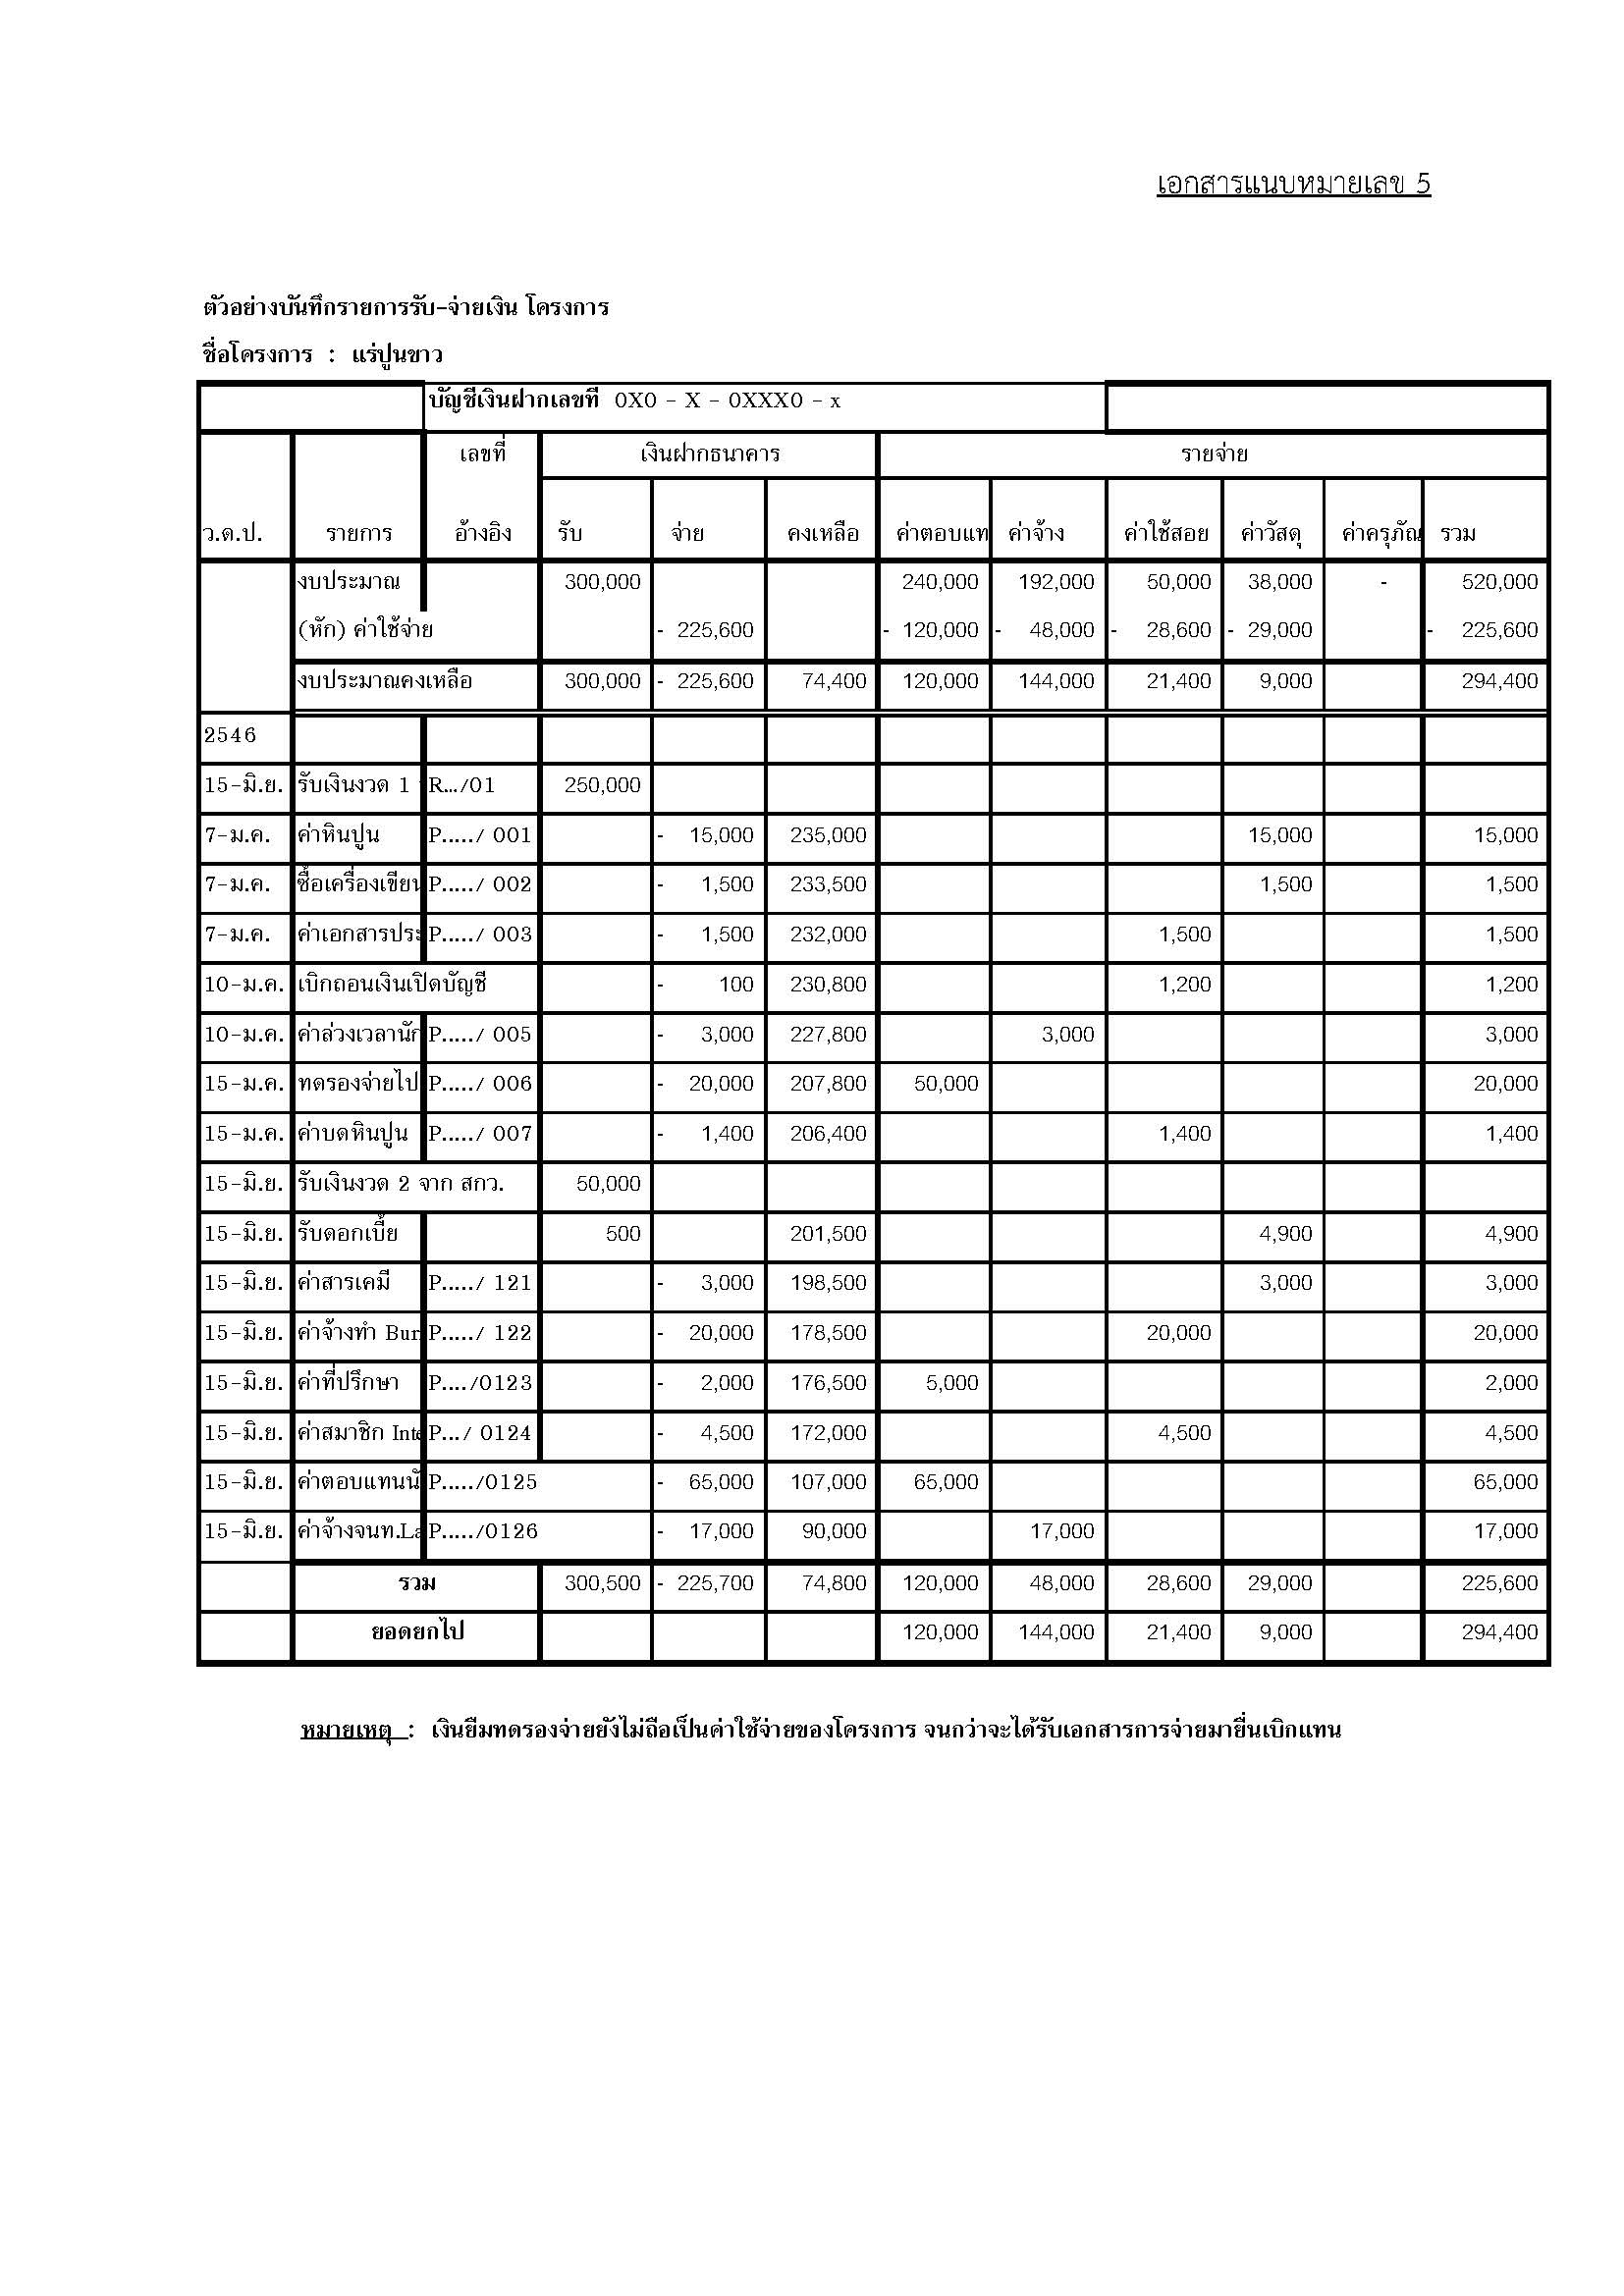 เอกสารแนบหมายเลข 5
ตัวอย่างบันทึกรายการรับ-จ่ายเงิน โครงการ
ชื่อโครงการ : แร่ปูนขาว
บัญชีเงินฝากเลขที่ 0X0 - X - 0XXX0 - x
เลขที่ เงินฝากธนาคาร รายจ่าย
ว.ด.ป. รายการ อ้างอิง รับ จ่าย คงเหลือ ค่าตอบแท ค่าจ้าง ค่าใช้สอย ค่าวัสดุ ค่าครุภัณ รวม
งบประมาณ 300,000 240,000 192,000 50,000 38,000 - 520,000
(หัก) ค่าใช้จ่าย - 225,600 - 120,000 - 48,000 - 28,600 - 29,000 - 225,600
งบประมาณคงเหลือ 300,000 - 225,600 74,400 120,000 144,000 21,400 9,000 294,400
2546
15-มิ.ย. รับเงินงวด 1 R.../01 250,000
7-ม.ค. ค่าหินปูน P...../ 001 - 15,000 235,000 15,000 15,000
7-ม.ค. ซื้อเครื่องเขียน P...../ 002 - 1,500 233,500 1,500 1,500
7-ม.ค. ค่าเอกสารประ P...../ 003 - 1,500 232,000 1,500 1,500
10-ม.ค. เบิกถอนเงินเปิดบัญชี - 100 230,800 1,200 1,200
10-ม.ค. ค่าล่วงเวลานัก P...../ 005 - 3,000 227,800 3,000 3,000
15-ม.ค. ทดรองจ่ายไป P...../ 006 - 20,000 207,800 50,000 20,000
15-ม.ค. ค่าบดหินปูน P...../ 007 - 1,400 206,400 1,400 1,400
15-มิ.ย. รับเงินงวด 2 จาก สกว. 50,000
15-มิ.ย. รับดอกเบี้ย 500 201,500 4,900 4,900
15-มิ.ย. ค่าสารเคมี P...../ 121 - 3,000 198,500 3,000 3,000
15-มิ.ย. ค่าจ้างทำ Bur P...../ 122 - 20,000 178,500 20,000 20,000
15-มิ.ย. ค่าที่ปรึกษา P..../0123 - 2,000 176,500 5,000 2,000
15-มิ.ย. ค่าสมาชิก Inte P.../ 0124 - 4,500 172,000 4,500 4,500
15-มิ.ย. ค่าตอบแทนนั P...../0125 - 65,000 107,000 65,000 65,000
15-มิ.ย. ค่าจ้างจนท.La P...../0126 - 17,000 90,000 17,000 17,000
รวม 300,500 - 225,700 74,800 120,000 48,000 28,600 29,000 225,600
ยอดยกไป 120,000 144,000 21,400 9,000 294,400
หมายเหตุ : เงินยืมทดรองจ่ายยังไม่ถือเป็นค่าใช้จ่ายของโครงการ จนกว่าจะได้รับเอกสารการจ่ายมายื่นเบิกแทน